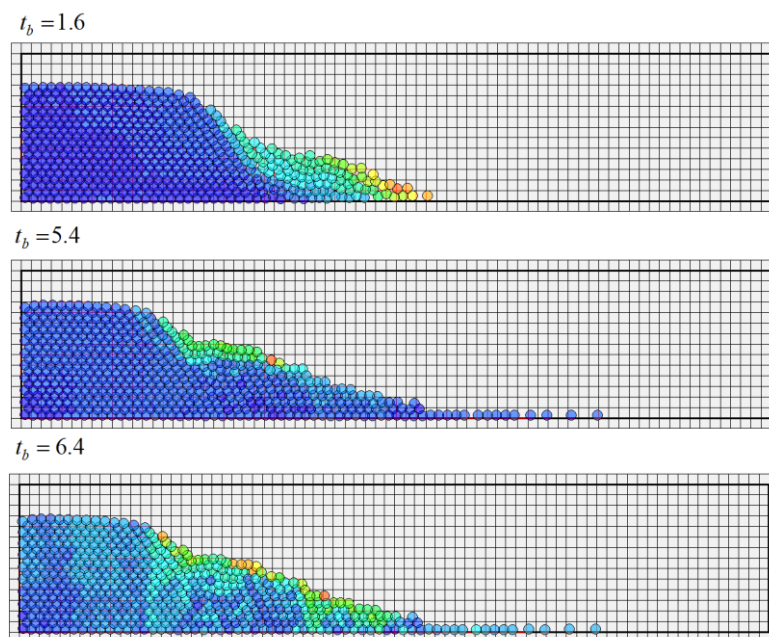 t_b = 1.6
t_b = 5.4
t_b = 6.4